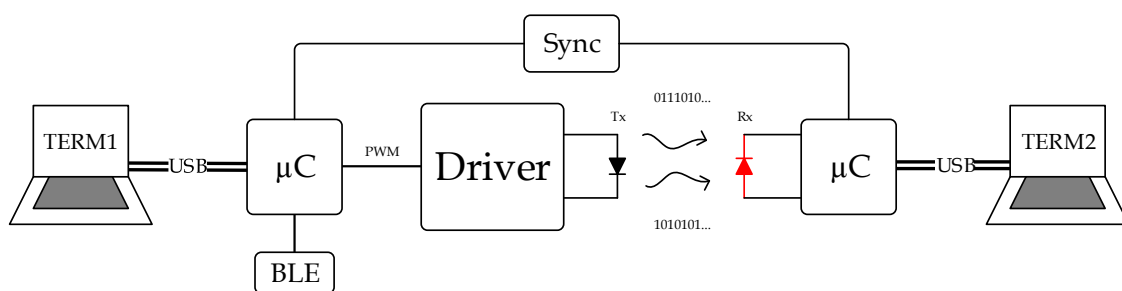 Sync
0111010...
Tx
Rx
TERM1
TERM2
PWM
USB
µC
Driver
µC
USB
1010101...
BLE